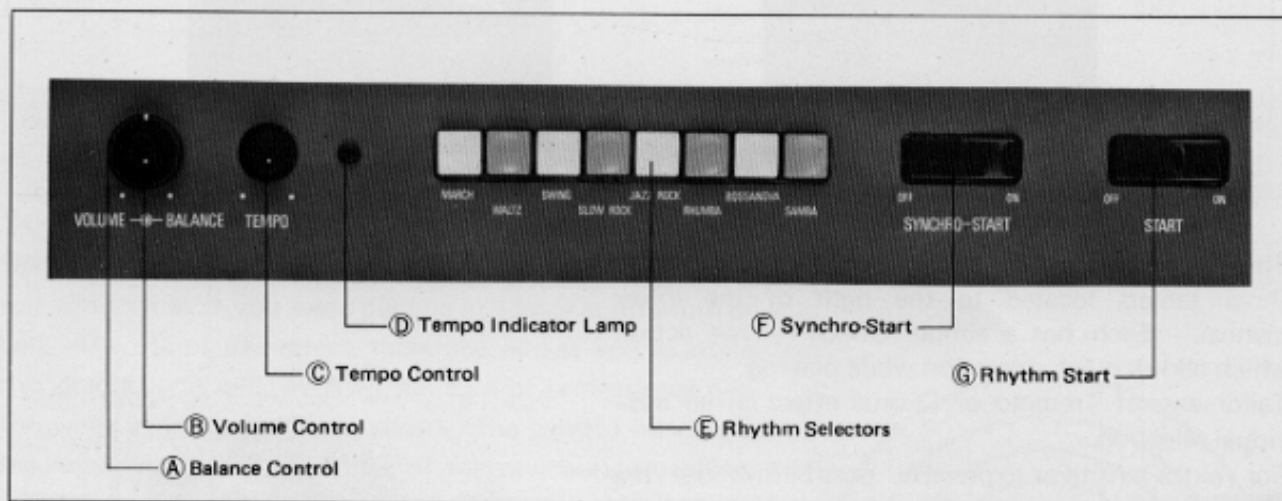 MARCH
WALTZ
SWING
SLOW ROCK
JAZZ ROCK
RHUMBA
BOSSANOVA
SAMBA
OFF ON
OFF ON
VOLUME BALANCE
TEMPO
SYNCHRO-START
START
Ⓓ Tempo Indicator Lamp
Ⓕ Synchro-Start
Ⓒ Tempo Control
Ⓖ Rhythm Start
Ⓑ Volume Control
Ⓔ Rhythm Selectors
Ⓐ Balance Control